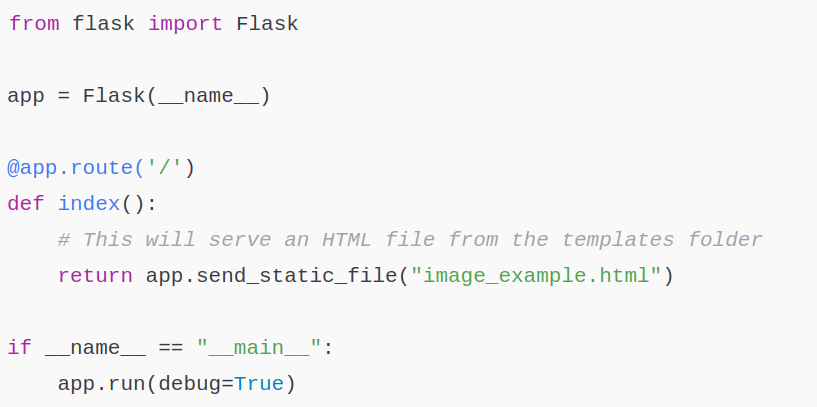 from flask import Flask
app = Flask(__name__)
@app.route('/')
def index():
    # This will serve an HTML file from the templates folder
    return app.send_static_file("image_example.html")
if __name__ == "__main__":
    app.run(debug=True)